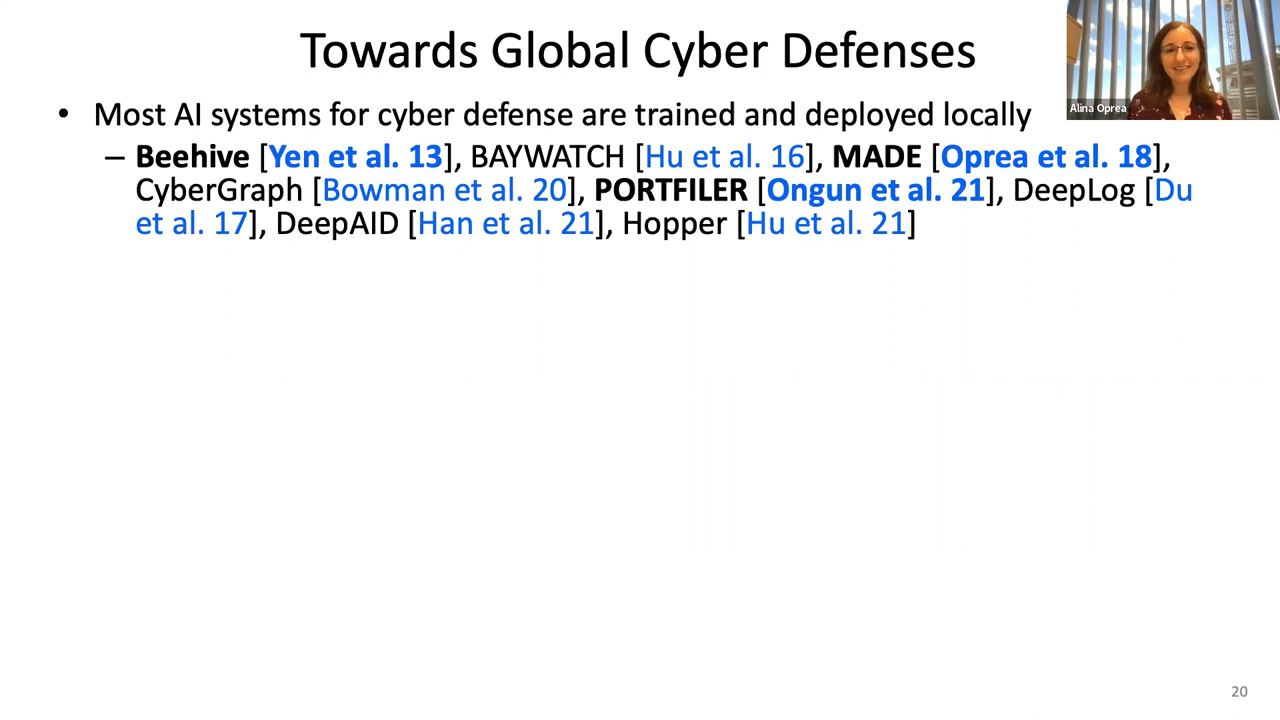 Towards Global Cyber Defenses
Alina Oprea
• Most AI systems for cyber defense are trained and deployed locally
– Beehive [Yen et al. 13], BAYWATCH [Hu et al. 16], MADE [Oprea et al. 18],
CyberGraph [Bowman et al. 20], PORTFILER [Ongun et al. 21], DeepLog [Du
et al. 17], DeepAID [Han et al. 21], Hopper [Hu et al. 21]
20